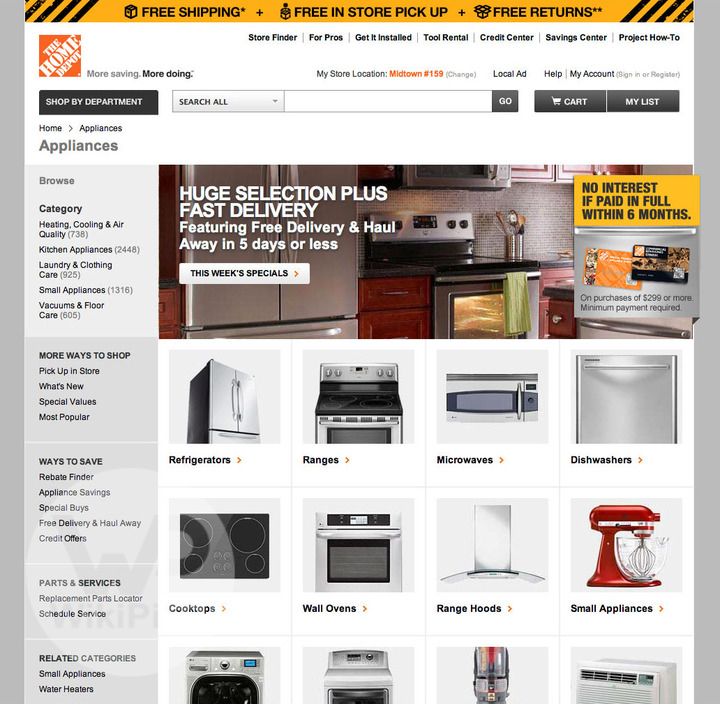 FREE SHIPPING* + FREE IN STORE PICK UP + FREE RETURNS**
Store Finder | For Pros | Get It Installed | Tool Rental | Credit Center | Savings Center | Project How-To
THE HOME DEPOT
More saving. More doing.
My Store Location: Midtown #159 (Change) Local Ad Help | My Account (Sign in or Register)
SHOP BY DEPARTMENT
SEARCH ALL
GO
CART
MY LIST
Home > Appliances
Appliances
Browse
Category
Heating, Cooling & Air
Quality (738)
Kitchen Appliances (2448)
Laundry & Clothing
Care (925)
Small Appliances (1316)
Vacuums & Floor
Care (605)
HUGE SELECTION PLUS
FAST DELIVERY
Featuring Free Delivery & Haul
Away in 5 days or less
THIS WEEK'S SPECIALS >
NO INTEREST
IF PAID IN FULL
WITHIN 6 MONTHS.
On purchases of $299 or more.
Minimum payment required.
MORE WAYS TO SHOP
Pick Up in Store
What's New
Special Values
Most Popular
WAYS TO SAVE
Rebate Finder
Appliance Savings
Special Buys
Free Delivery & Haul Away
Credit Offers
PARTS & SERVICES
Replacement Parts Locator
Schedule Service
RELATED CATEGORIES
Small Appliances
Water Heaters
Refrigerators >
Ranges >
Microwaves >
Dishwashers >
Cooktops >
Wall Ovens >
Range Hoods >
Small Appliances >